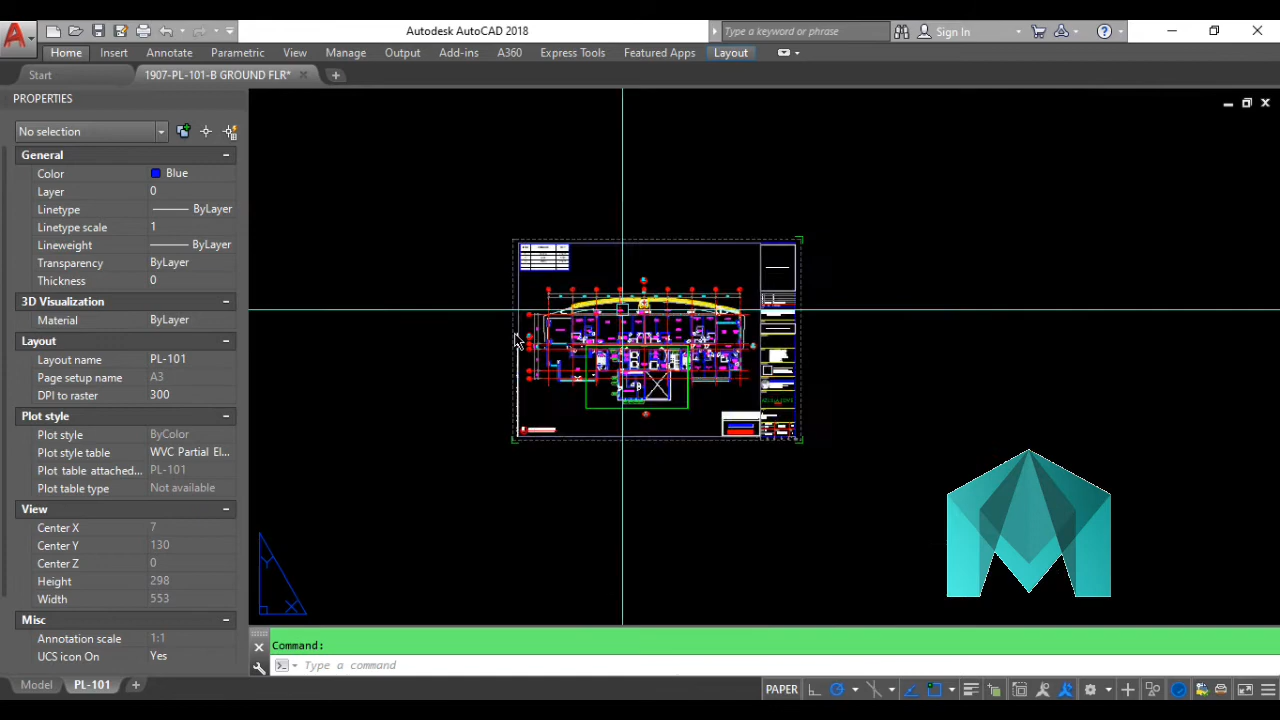 Autodesk AutoCAD 2018
Type a keyword or phrase
Sign In
Home Insert Annotate Parametric View Manage Output Add-ins A360 Express Tools Featured Apps Layout
Start
1907-PL-101-B GROUND FLR*
PROPERTIES
No selection
General
Color Blue
Layer 0
Linetype ByLayer
Linetype scale 1
Lineweight ByLayer
Transparency ByLayer
Thickness 0
3D Visualization
Mater... ByLayer
Layout
Layout name PL-101
Page setup name A3
DPI to raster 300
Plot style
Plot style ByColor
Plot style table WVC Partial El...
Plot table attached... PL-101
Plot table type Not available
View
Center X 7
Center Y 130
Center Z 0
Height 298
Width 553
Misc
Annotation scale 1:1
UCS icon On Yes
Y
X
Command:
Type a command
Model PL-101
PAPER